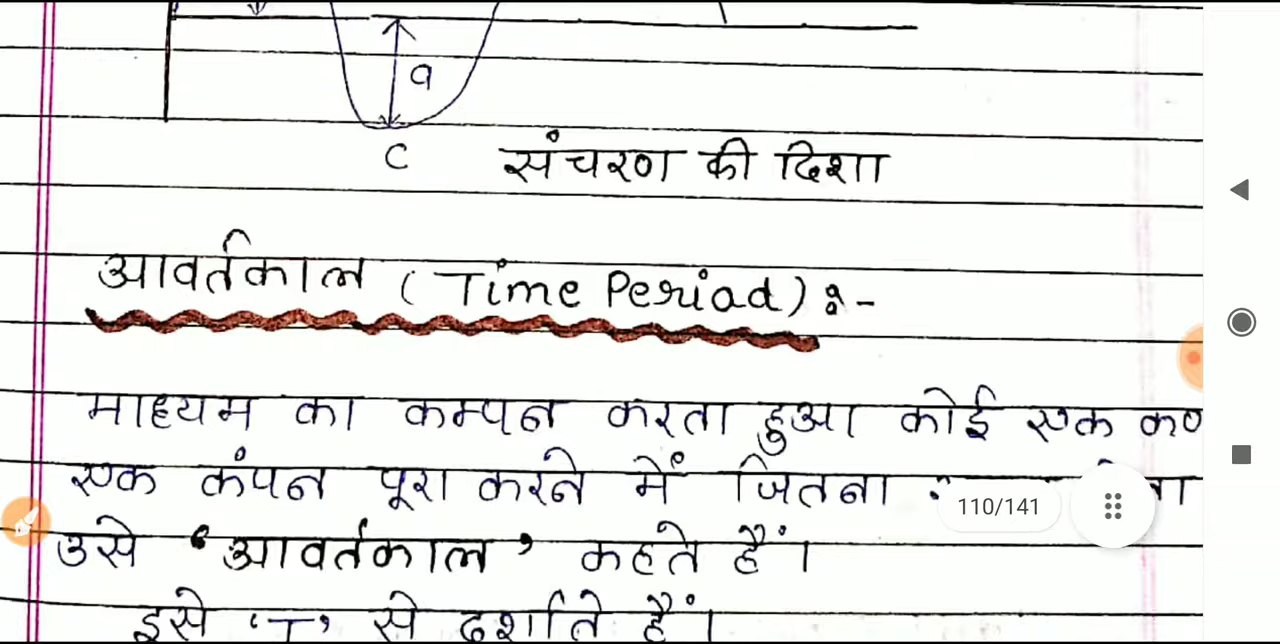 a
C संचरण की दिशा
आवर्तकाल (Time Period) :-
माध्यम का कम्पन करता हुआ कोई एक कण
एक कंपन पूरा करने में जितना
110/141
उसे ‘आवर्तकाल’ कहते हैं।
इसे ‘T’ से दर्शाते हैं।